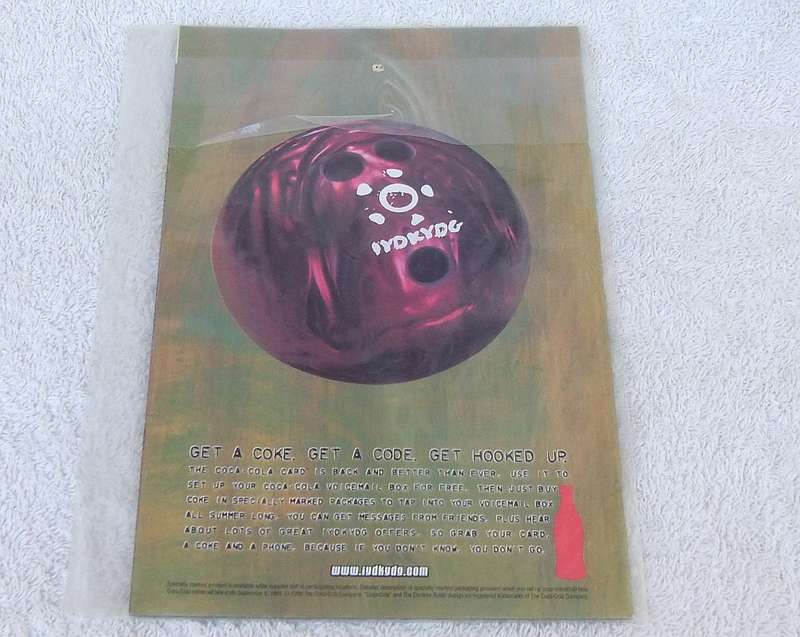 IYDKYDG
GET A COKE. GET A CODE. GET HOOKED UP.
THE COCA-COLA CARD IS BACK AND BETTER THAN EVER. USE IT TO
SET UP YOUR COCA-COLA VOICEMAIL BOX FOR FREE. THEN JUST BUY
COKE IN SPECIALLY MARKED PACKAGES TO TAP INTO YOUR VOICEMAIL BOX
ALL SUMMER LONG. YOU CAN GET MESSAGES FROM FRIENDS. PLUS HEAR
ABOUT LOTS OF GREAT IYDKYDG OFFERS. SO GRAB YOUR CARD,
A COKE AND A PHONE. BECAUSE IF YOU DON'T KNOW, YOU DON'T GO.
www.iydkydg.com